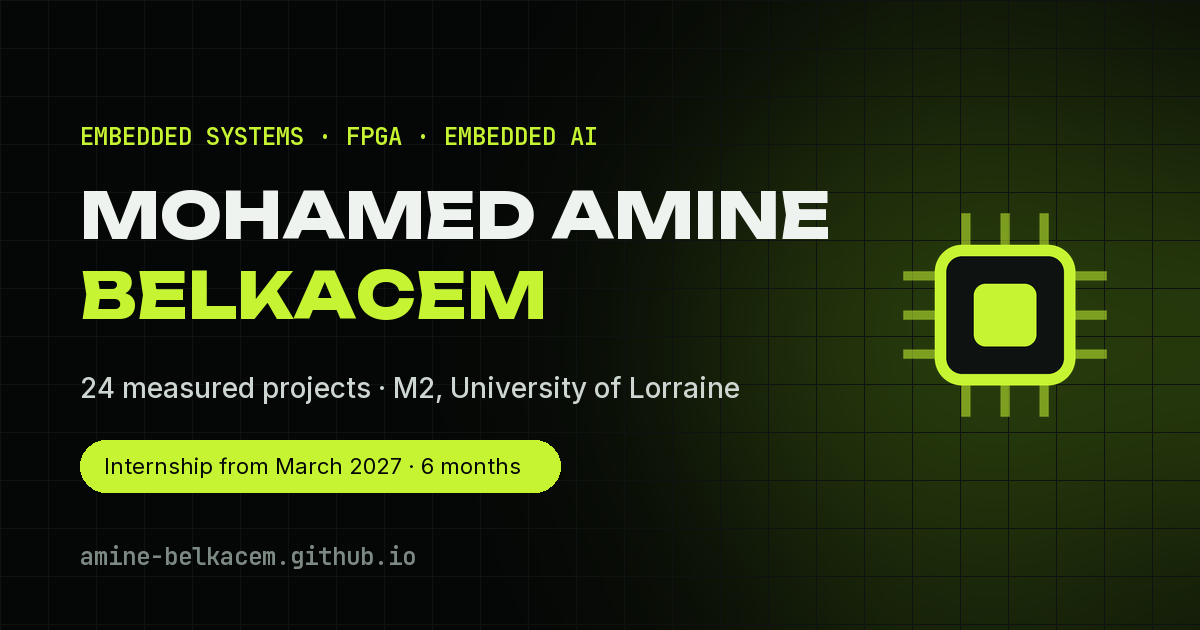 EMBEDDED SYSTEMS · FPGA · EMBEDDED AI
MOHAMED AMINE
BELKACEM
24 measured projects · M2, University of Lorraine
Internship from March 2027 · 6 months
amine-belkacem.github.io